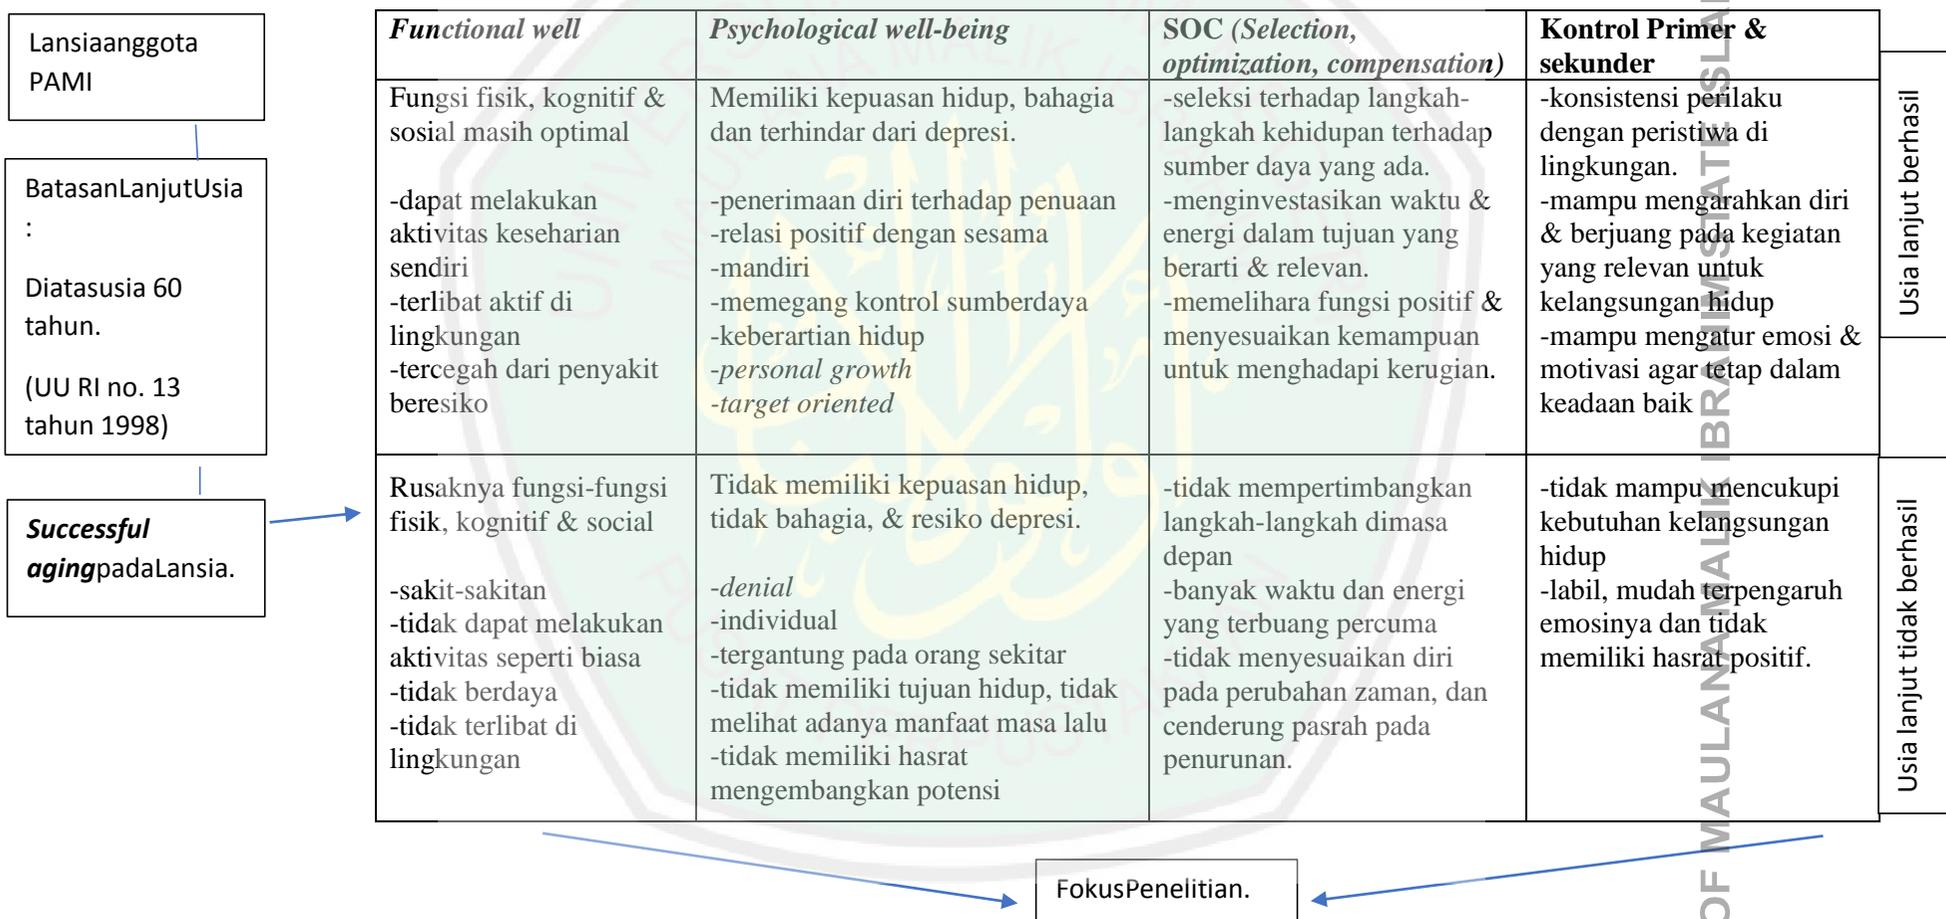 Lansiaanggota
PAMI
BatasanLanjutUsia
:
Diatasusia 60
tahun.
(UU RI no. 13
tahun 1998)
Successful
agingpadaLansia.
Functional well
Psychological well-being
SOC (Selection,
optimization, compensation)
Kontrol Primer &
sekunder
Fungsi fisik, kognitif &
sosial masih optimal
-dapat melakukan
aktivitas keseharian
sendiri
-terlibat aktif di
lingkungan
-tercegah dari penyakit
beresiko
Memiliki kepuasan hidup, bahagia
dan terhindar dari depresi.
-penerimaan diri terhadap penuaan
-relasi positif dengan sesama
-mandiri
-memegang kontrol sumberdaya
-keberartian hidup
-personal growth
-target oriented
-seleksi terhadap langkah-
langkah kehidupan terhadap
sumber daya yang ada.
-menginvestasikan waktu &
energi dalam tujuan yang
berarti & relevan.
-memelihara fungsi positif &
menyesuaikan kemampuan
untuk menghadapi kerugian.
-konsistensi perilaku
dengan peristiwa di
lingkungan.
-mampu mengarahkan diri
& berjuang pada kegiatan
yang relevan untuk
kelangsungan hidup
-mampu mengatur emosi &
motivasi agar tetap dalam
keadaan baik
Usia lanjut berhasil
Rusaknya fungsi-fungsi
fisik, kognitif & social
-sakit-sakitan
-tidak dapat melakukan
aktivitas seperti biasa
-tidak berdaya
-tidak terlibat di
lingkungan
Tidak memiliki kepuasan hidup,
tidak bahagia, & resiko depresi.
-denial
-individual
-tergantung pada orang sekitar
-tidak memiliki tujuan hidup, tidak
melihat adanya manfaat masa lalu
-tidak memiliki hasrat
mengembangkan potensi
-tidak mempertimbangkan
langkah-langkah dimasa
depan
-banyak waktu dan energi
yang terbuang percuma
-tidak menyesuaikan diri
pada perubahan zaman, dan
cenderung pasrah pada
penurunan.
-tidak mampu mencukupi
kebutuhan kelangsungan
hidup
-labil, mudah terpengaruh
emosinya dan tidak
memiliki hasrat positif.
Usia lanjut tidak berhasil
FokusPenelitian.
OF MAULANA MALIK IBRAHIM STATE ISLA